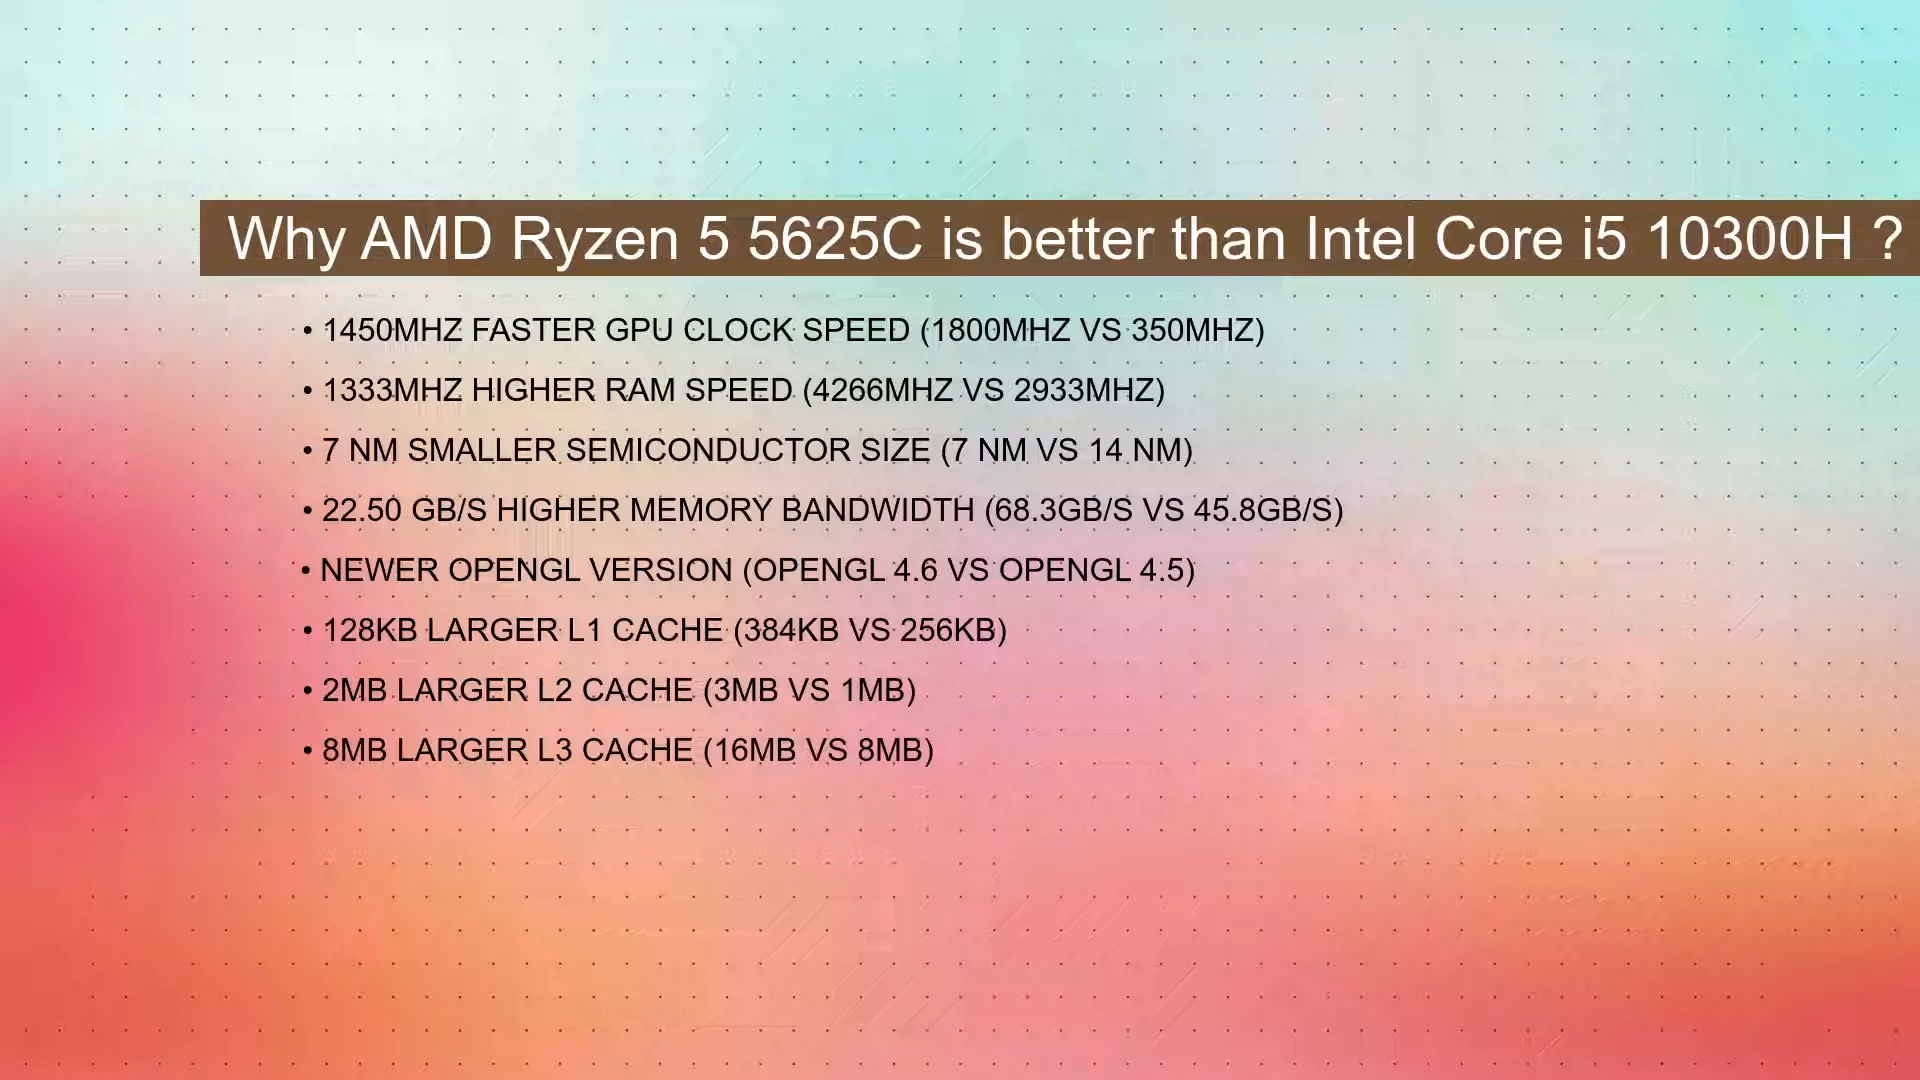 Why AMD Ryzen 5 5625C is better than Intel Core i5 10300H ?
• 1450MHZ FASTER GPU CLOCK SPEED (1800MHZ VS 350MHZ)
• 1333MHZ HIGHER RAM SPEED (4266MHZ VS 2933MHZ)
• 7 NM SMALLER SEMICONDUCTOR SIZE (7 NM VS 14 NM)
• 22.50 GB/S HIGHER MEMORY BANDWIDTH (68.3GB/S VS 45.8GB/S)
• NEWER OPENGL VERSION (OPENGL 4.6 VS OPENGL 4.5)
• 128KB LARGER L1 CACHE (384KB VS 256KB)
• 2MB LARGER L2 CACHE (3MB VS 1MB)
• 8MB LARGER L3 CACHE (16MB VS 8MB)